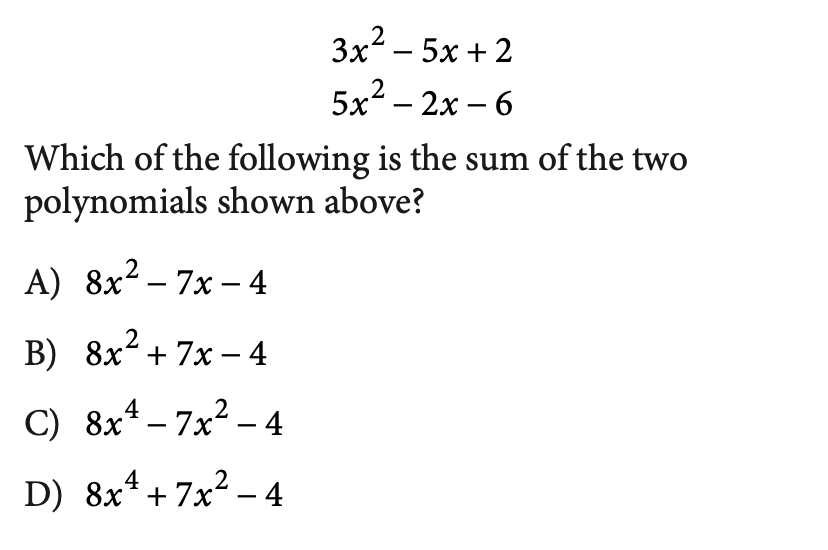 3x² – 5x + 2
5x² – 2x – 6
Which of the following is the sum of the two
polynomials shown above?
A) 8x² – 7x – 4
B) 8x² + 7x – 4
C) 8x⁴ – 7x² – 4
D) 8x⁴ + 7x² – 4